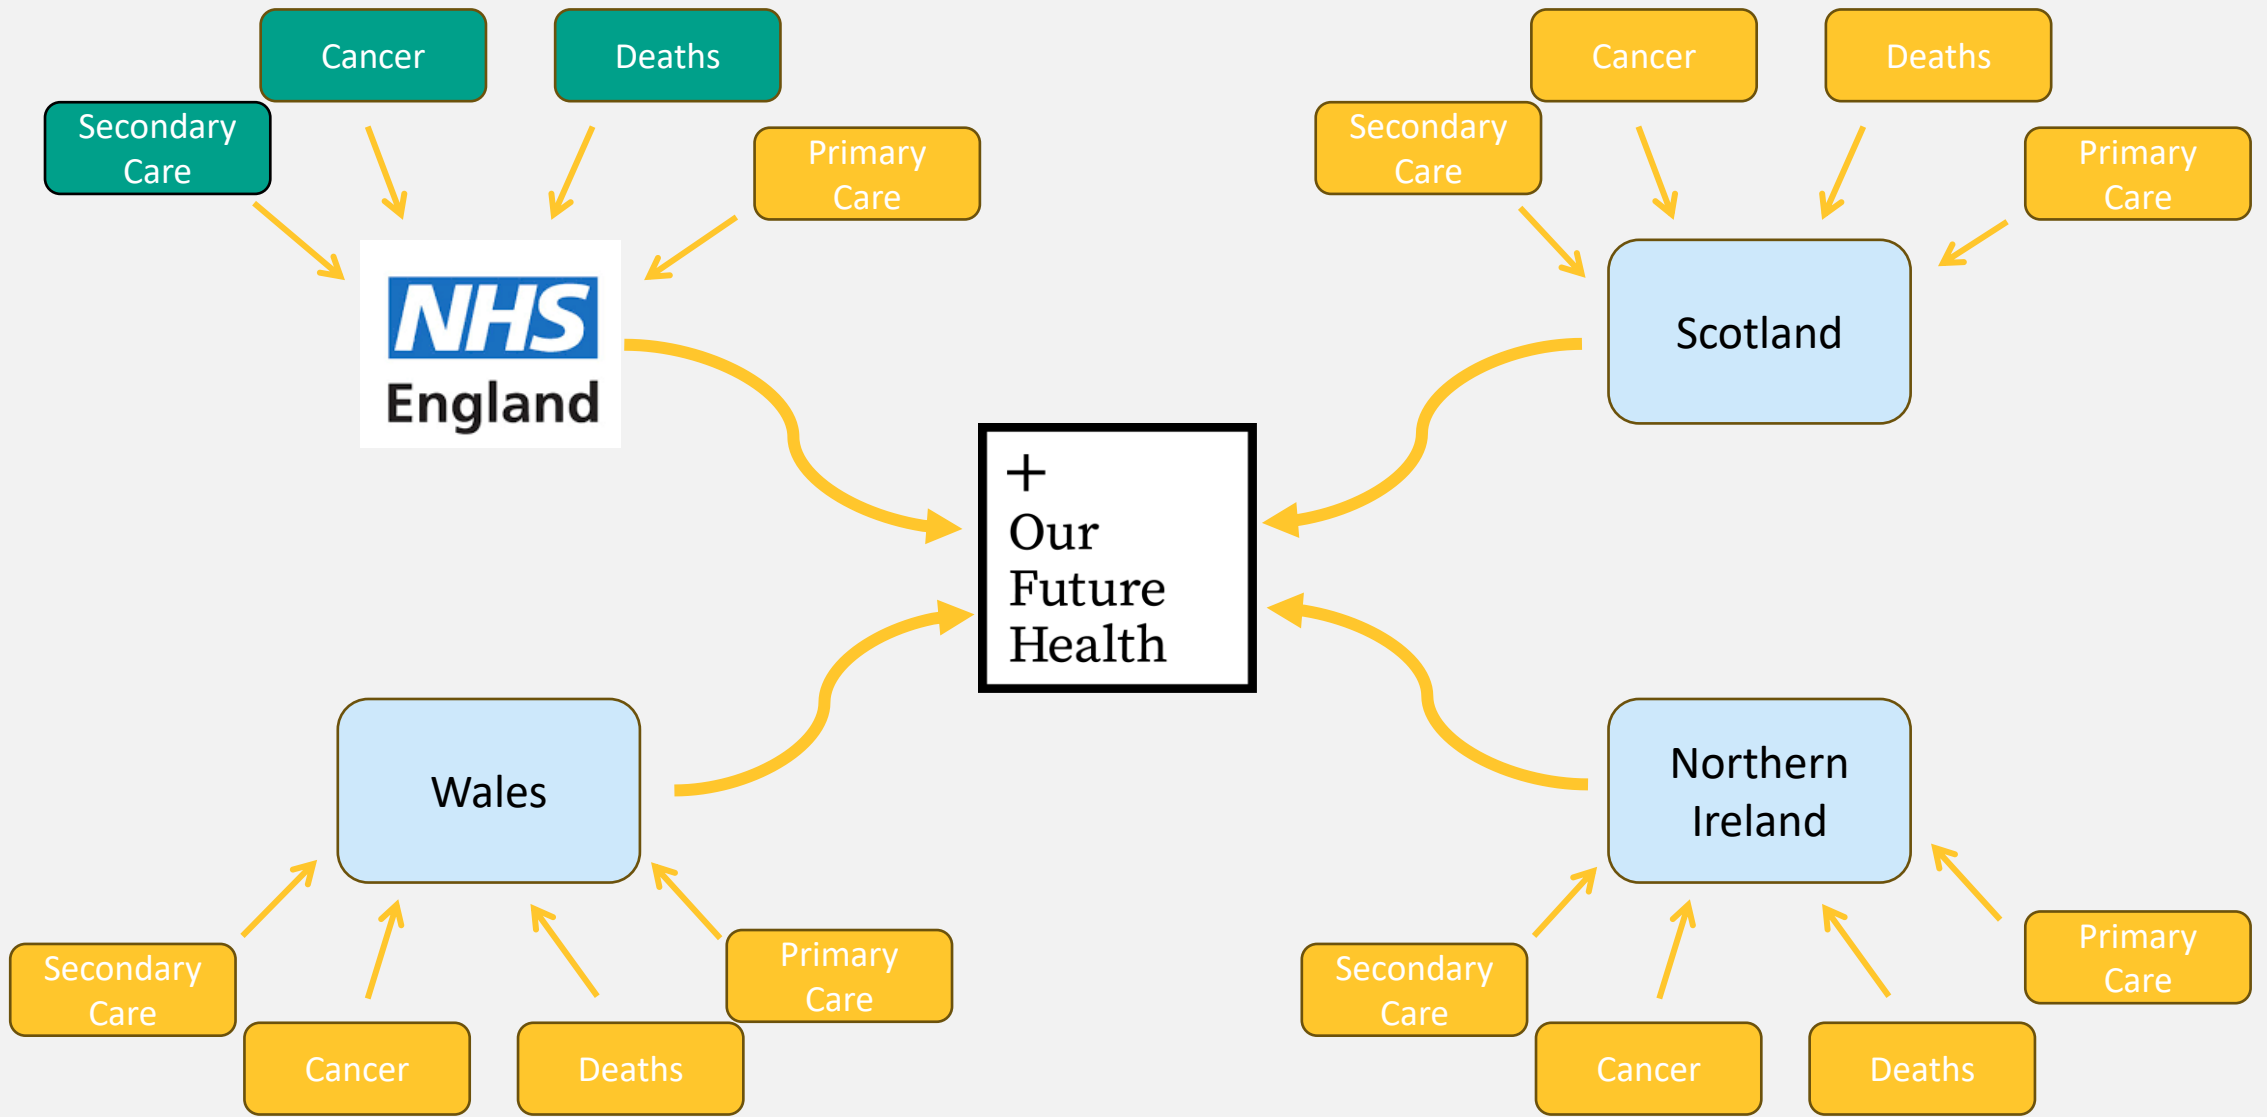 Cancer
Deaths
Secondary
Care
Primary
Care
NHS
England
Cancer
Deaths
Secondary
Care
Primary
Care
Scotland
+
Our
Future
Health
Wales
Secondary
Care
Cancer
Deaths
Primary
Care
Northern
Ireland
Secondary
Care
Cancer
Deaths
Primary
Care